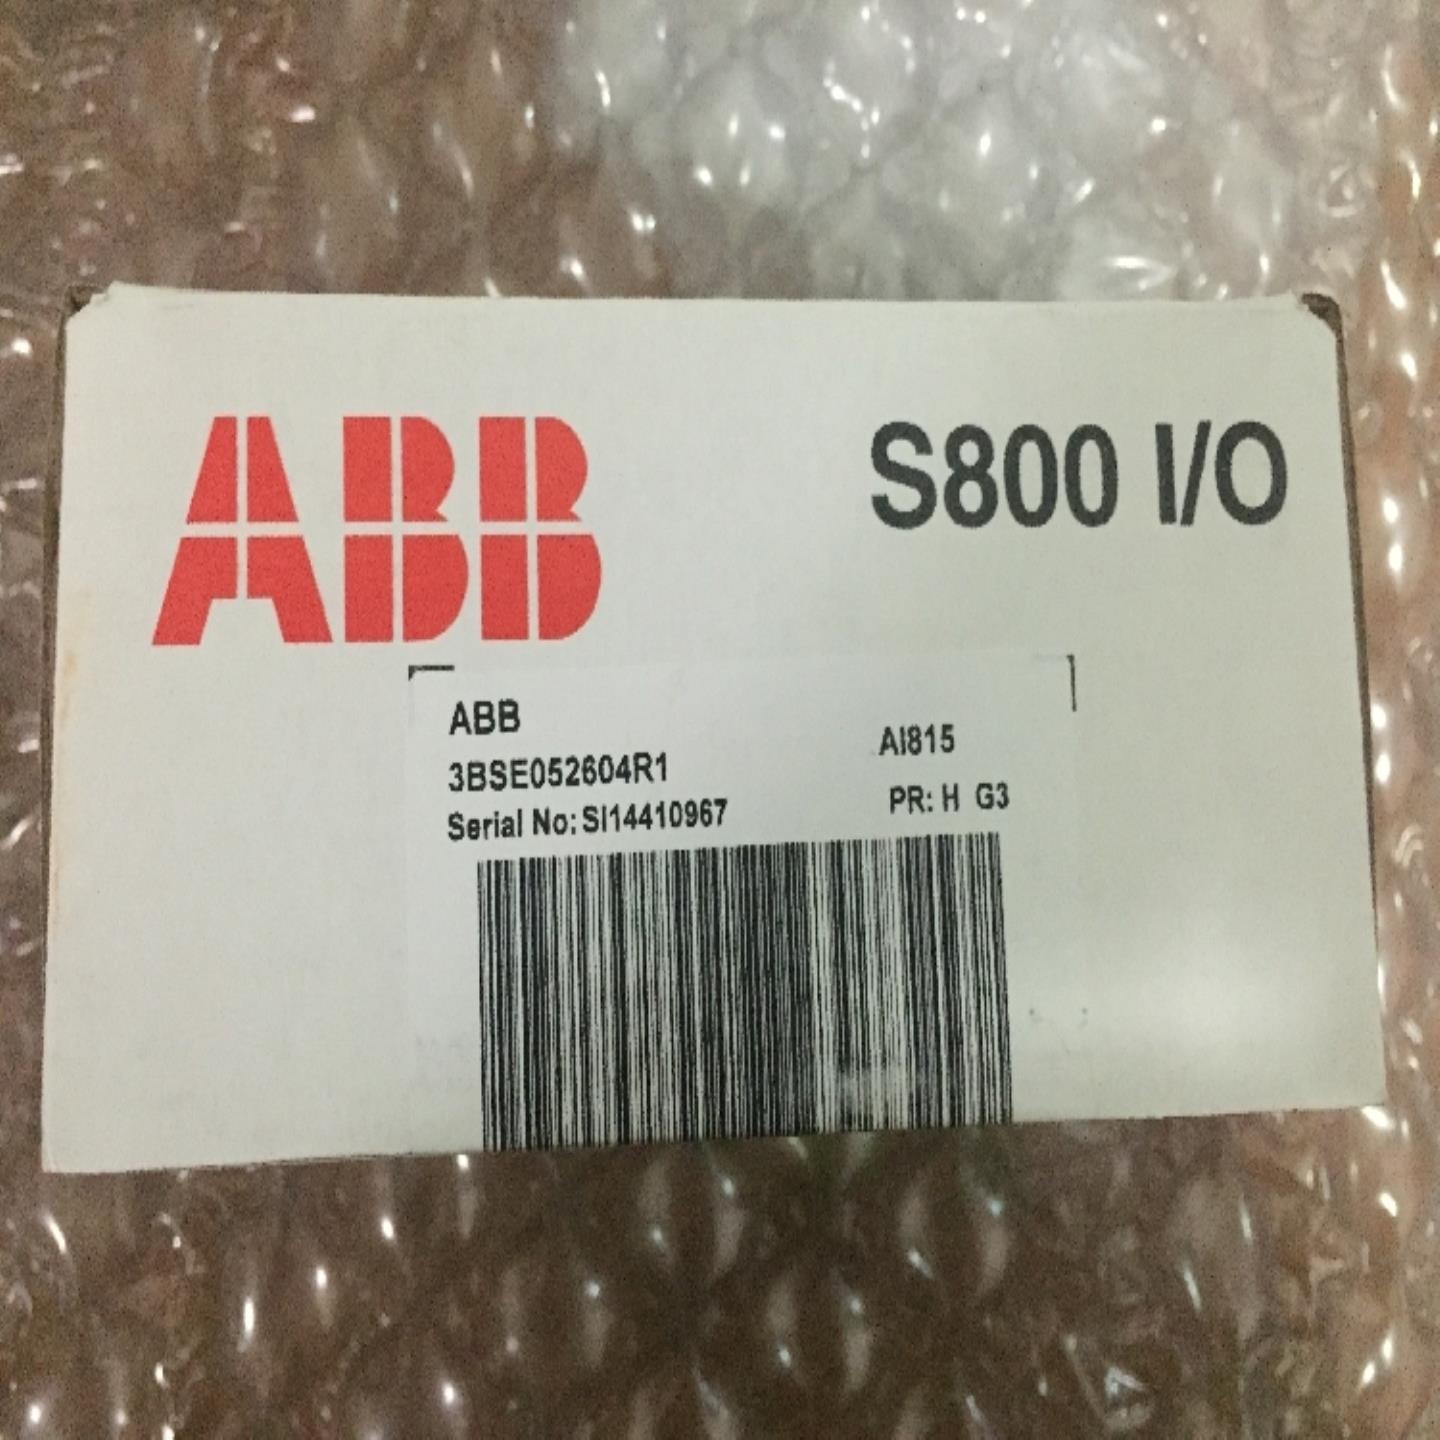 ABB
S800 I/O
ABB
3BSE052604R1
AI815
Serial No: SI14410967
PR: H G3